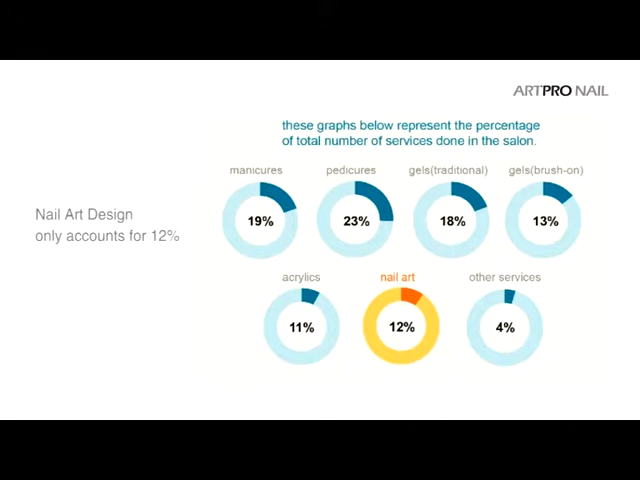 ARTPRO NAIL
these graphs below represent the percentage
of total number of services done in the salon.
manicures
pedicures
gels(traditional)
gels(brush-on)
19%
23%
18%
13%
Nail Art Design
only accounts for 12%
acrylics
nail art
other services
11%
12%
4%